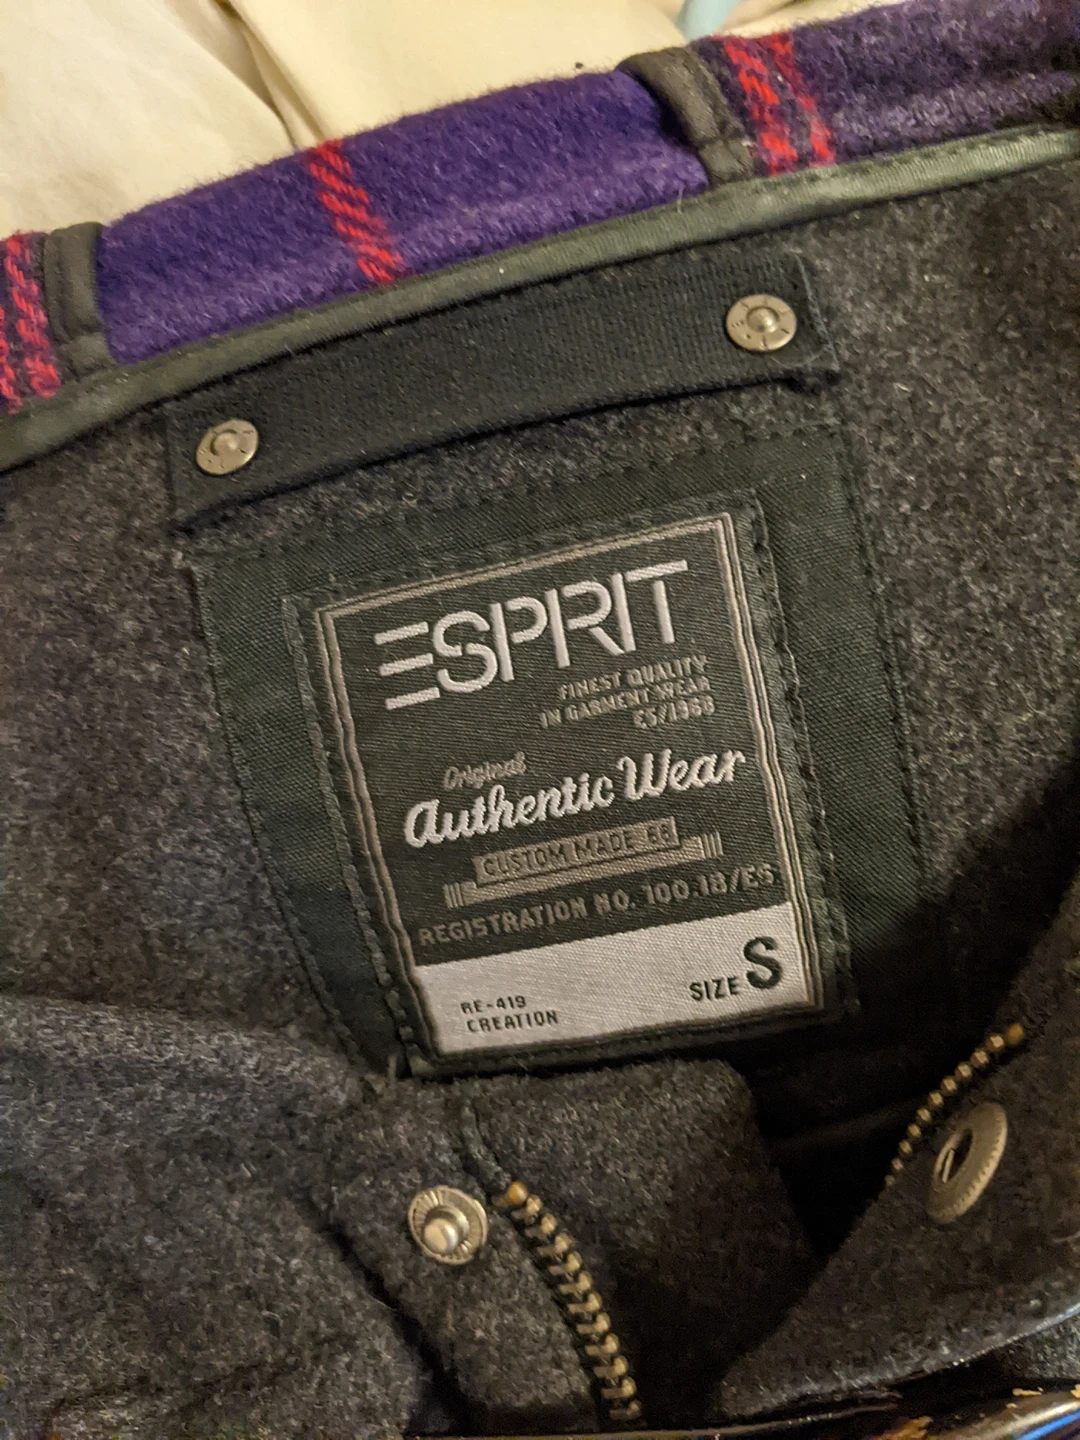 ESPRIT
FINEST QUALITY
IN GARMENT WEAR
ES/1968
Original
Authentic Wear
CUSTOM MADE 68
REGISTRATION NO. 100.18/ES
RE-419
CREATION
SIZE S